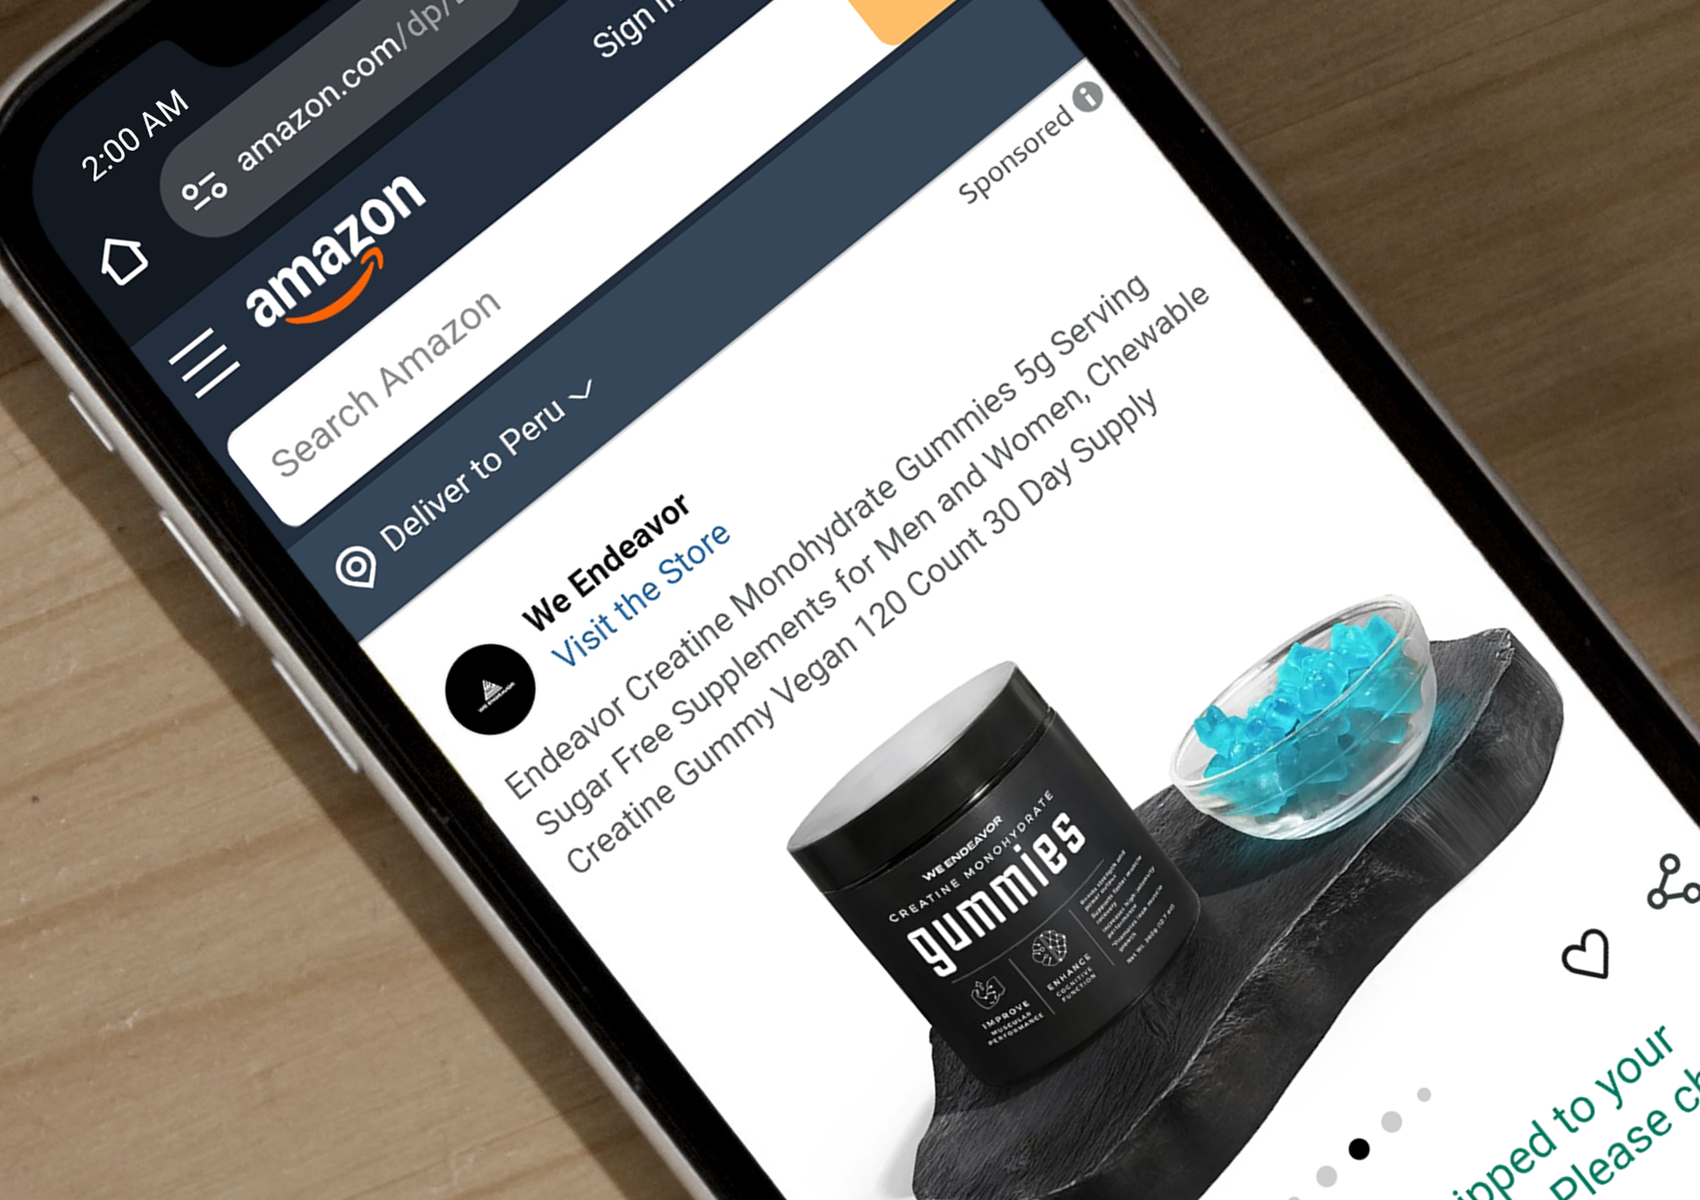 2:00 AM
amazon.com/dp/
amazon
Sign in
Search Amazon
Deliver to Peru
Sponsored
We Endeavor
Visit the Store
Endeavor Creatine Monohydrate Gummies 5g Serving
Sugar Free Supplements for Men and Women, Chewable
Creatine Gummy Vegan 120 Count 30 Day Supply
WE ENDEAVOR
WE ENDEAVOR
CREATINE MONOHYDRATE
gummies
IMPROVE
MUSCULAR
PERFORMANCE
ENHANCE
COGNITIVE
FUNCTION
ipped to your
Please ch